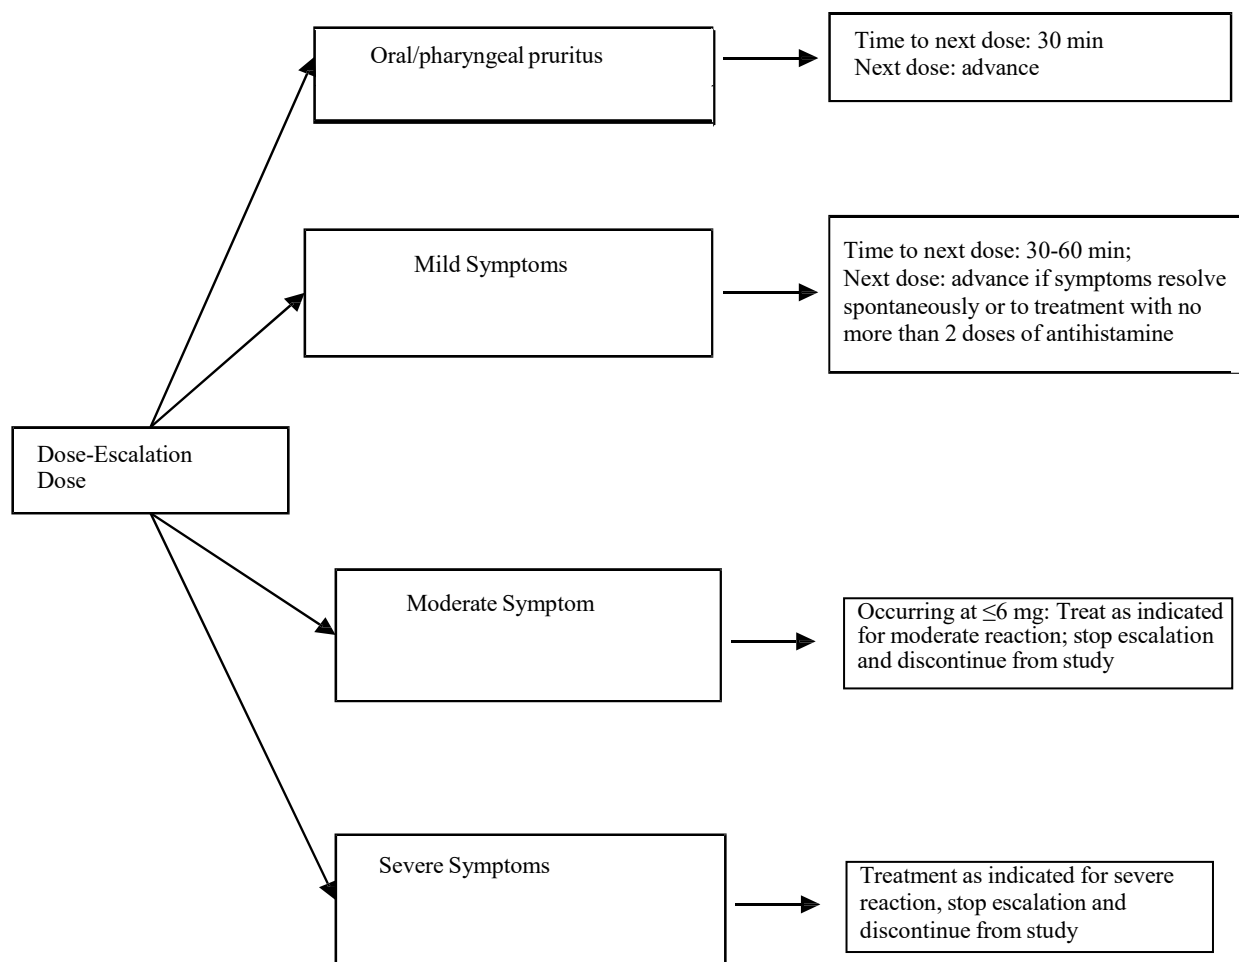 Oral/pharyngeal pruritus
Time to next dose: 30 min
Next dose: advance
Mild Symptoms
Time to next dose: 30-60 min;
Next dose: advance if symptoms resolve
spontaneously or to treatment with no
more than 2 doses of antihistamine
Dose-Escalation
Dose
Moderate Symptom
Occurring at ≤6 mg: Treat as indicated
for moderate reaction; stop escalation
and discontinue from study
Severe Symptoms
Treatment as indicated for severe
reaction, stop escalation and
discontinue from study